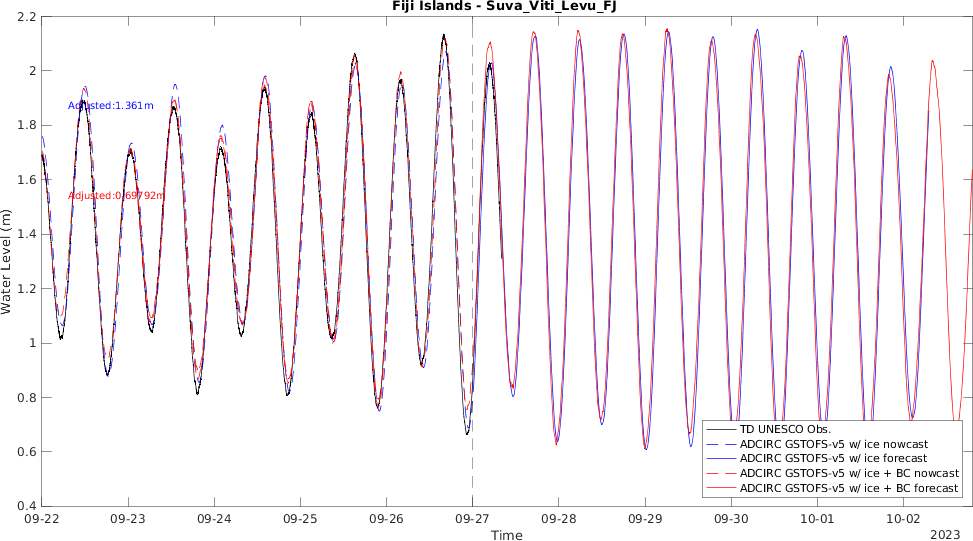 Fiji Islands - Suva_Viti_Levu_FJ
2.2
2
1.8
1.6
1.4
1.2
1
0.8
0.6
0.4
Water Level (m)
Adjusted:1.361m
Adjusted:0.69792m
TD UNESCO Obs.
ADCIRC GSTOFS-v5 w/ ice nowcast
ADCIRC GSTOFS-v5 w/ ice forecast
ADCIRC GSTOFS-v5 w/ ice + BC nowcast
ADCIRC GSTOFS-v5 w/ ice + BC forecast
09-22 09-23 09-24 09-25 09-26 09-27 09-28 09-29 09-30 10-01 10-02
Time
2023